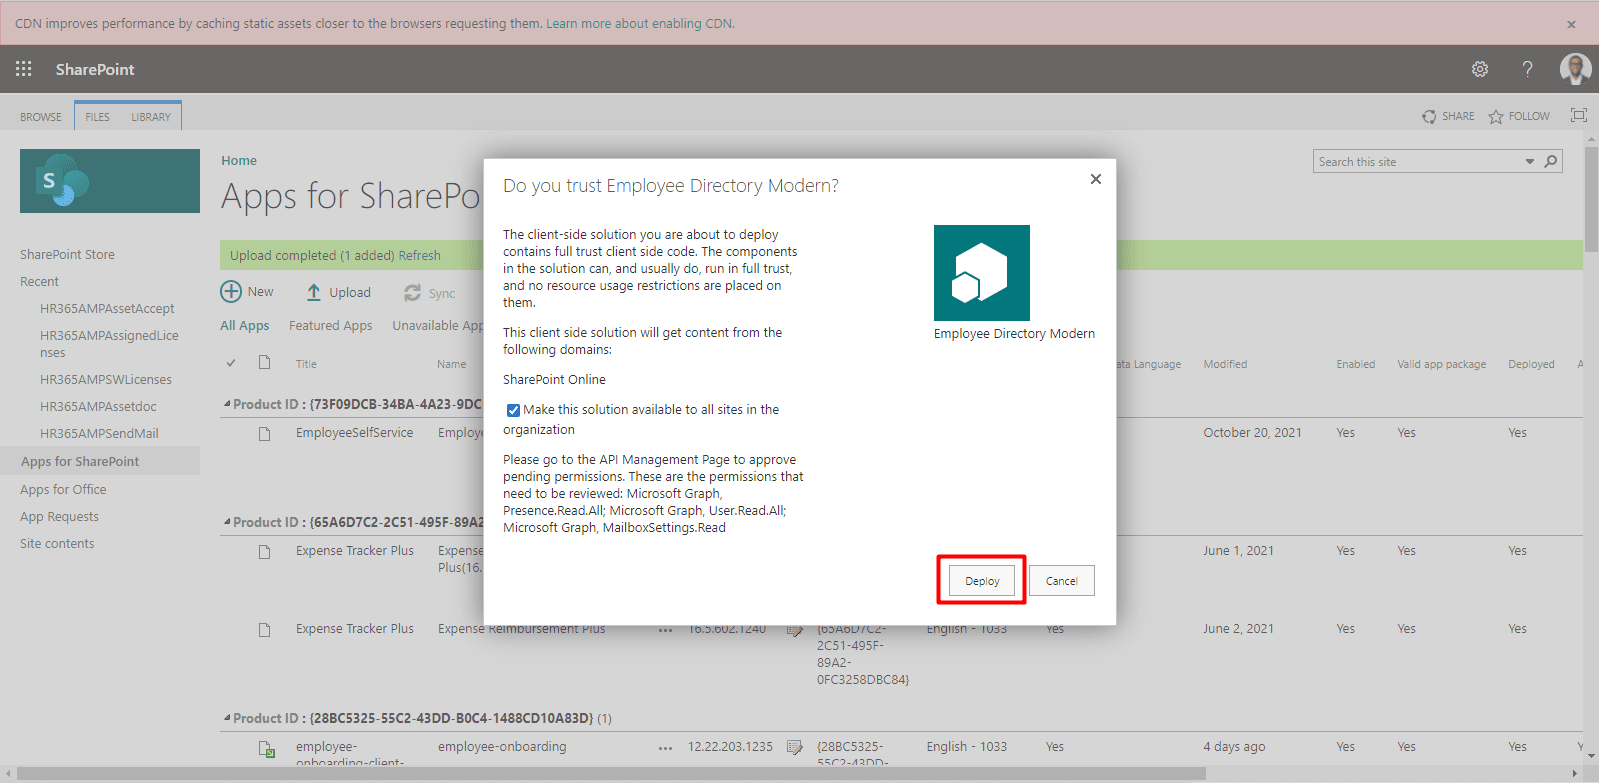 CDN improves performance by caching static assets closer to the browsers requesting them. Learn more about enabling CDN.
SharePoint
BROWSE FILES LIBRARY
SHARE FOLLOW
S
Home
Search this site
Apps for SharePo
SharePoint Store
Recent
HR365AMPAssetAccept
HR365AMPAssignedLice
nses
HR365AMPSWLicenses
HR365AMPAssetdoc
HR365AMPSendMail
Apps for SharePoint
Apps for Office
App Requests
Site contents
Upload completed (1 added) Refresh
New Upload Sync
All Apps Featured Apps Unavailable App
Title Name ata Language Modified Enabled Valid app package Deployed A
Product ID : {73F09DCB-34BA-4A23-9DC
EmployeeSelfService Employe October 20, 2021 Yes Yes Yes
Product ID : {65A6D7C2-2C51-495F-89A2
Expense Tracker Plus Expense June 1, 2021 Yes Yes Yes
Plus(16.
Expense Tracker Plus Expense Reimbursement Plus ... 16.5.602.1240 {65A6D7C2- English - 1033 Yes June 2, 2021 Yes Yes Yes
2C51-495F-
89A2-
0FC3258DBC84}
Product ID : {28BC5325-55C2-43DD-B0C4-1488CD10A83D} (1)
employee- employee-onboarding ... 12.22.203.1235 {28BC5325- English - 1033 Yes 4 days ago Yes Yes Yes Y
onboarding-client- 55C2-43DD-
Do you trust Employee Directory Modern?
The client-side solution you are about to deploy
contains full trust client side code. The components
in the solution can, and usually do, run in full trust,
and no resource usage restrictions are placed on
them.
This client side solution will get content from the
following domains:
SharePoint Online
Make this solution available to all sites in the
organization
Please go to the API Management Page to approve
pending permissions. These are the permissions that
need to be reviewed: Microsoft Graph,
Presence.Read.All; Microsoft Graph, User.Read.All;
Microsoft Graph, MailboxSettings.Read
Employee Directory Modern
Deploy Cancel